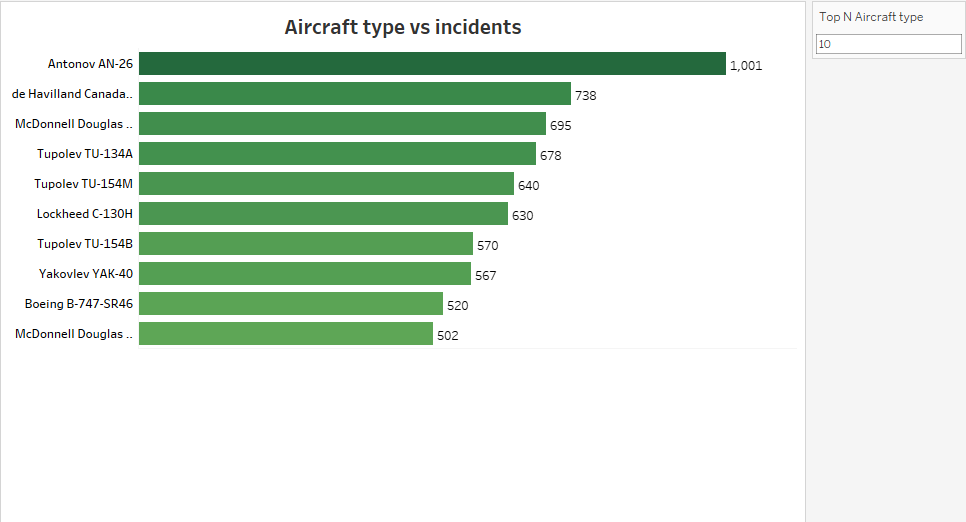 Aircraft type vs incidents
Top N Aircraft type
10
Antonov AN-26 1,001
de Havilland Canada.. 738
McDonnell Douglas .. 695
Tupolev TU-134A 678
Tupolev TU-154M 640
Lockheed C-130H 630
Tupolev TU-154B 570
Yakovlev YAK-40 567
Boeing B-747-SR46 520
McDonnell Douglas .. 502